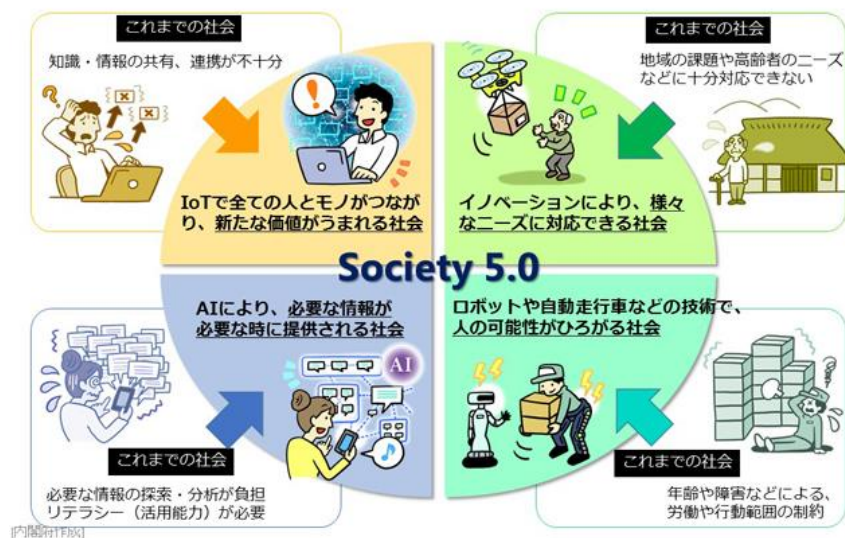 これまでの社会
知識・情報の共有、連携が不十分
IoTで全ての人とモノがつなが
り、新たな価値がうまれる社会
これまでの社会
地域の課題や高齢者のニーズ
などに十分対応できない
イノベーションにより、様々
なニーズに対応できる社会
Society 5.0
AIにより、必要な情報が
必要な時に提供される社会
AI
これまでの社会
必要な情報の探索・分析が負担
リテラシー（活用能力）が必要
ロボットや自動走行車などの技術で、
人の可能性がひろがる社会
これまでの社会
年齢や障害などによる、
労働や行動範囲の制約
[内閣府作成]